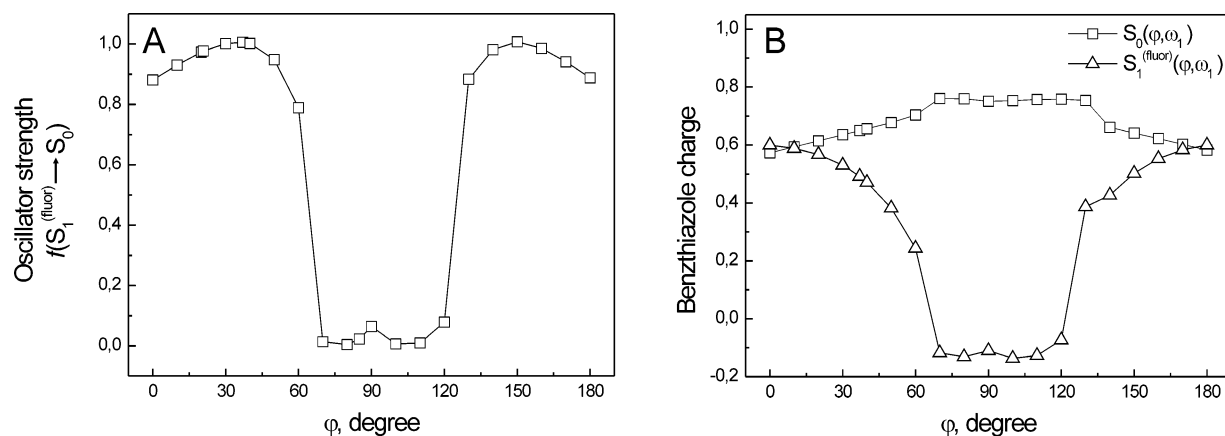 A
Oscillator strength
f(S₁⁽ᶠˡᵘᵒʳ⁾→S₀)
1,0
0,8
0,6
0,4
0,2
0,0
0 30 60 90 120 150 180
φ, degree
B
S₀(φ,ω₁)
S₁⁽ᶠˡᵘᵒʳ⁾(φ,ω₁)
Benzthiazole charge
1,0
0,8
0,6
0,4
0,2
0,0
-0,2
0 30 60 90 120 150 180
φ, degree